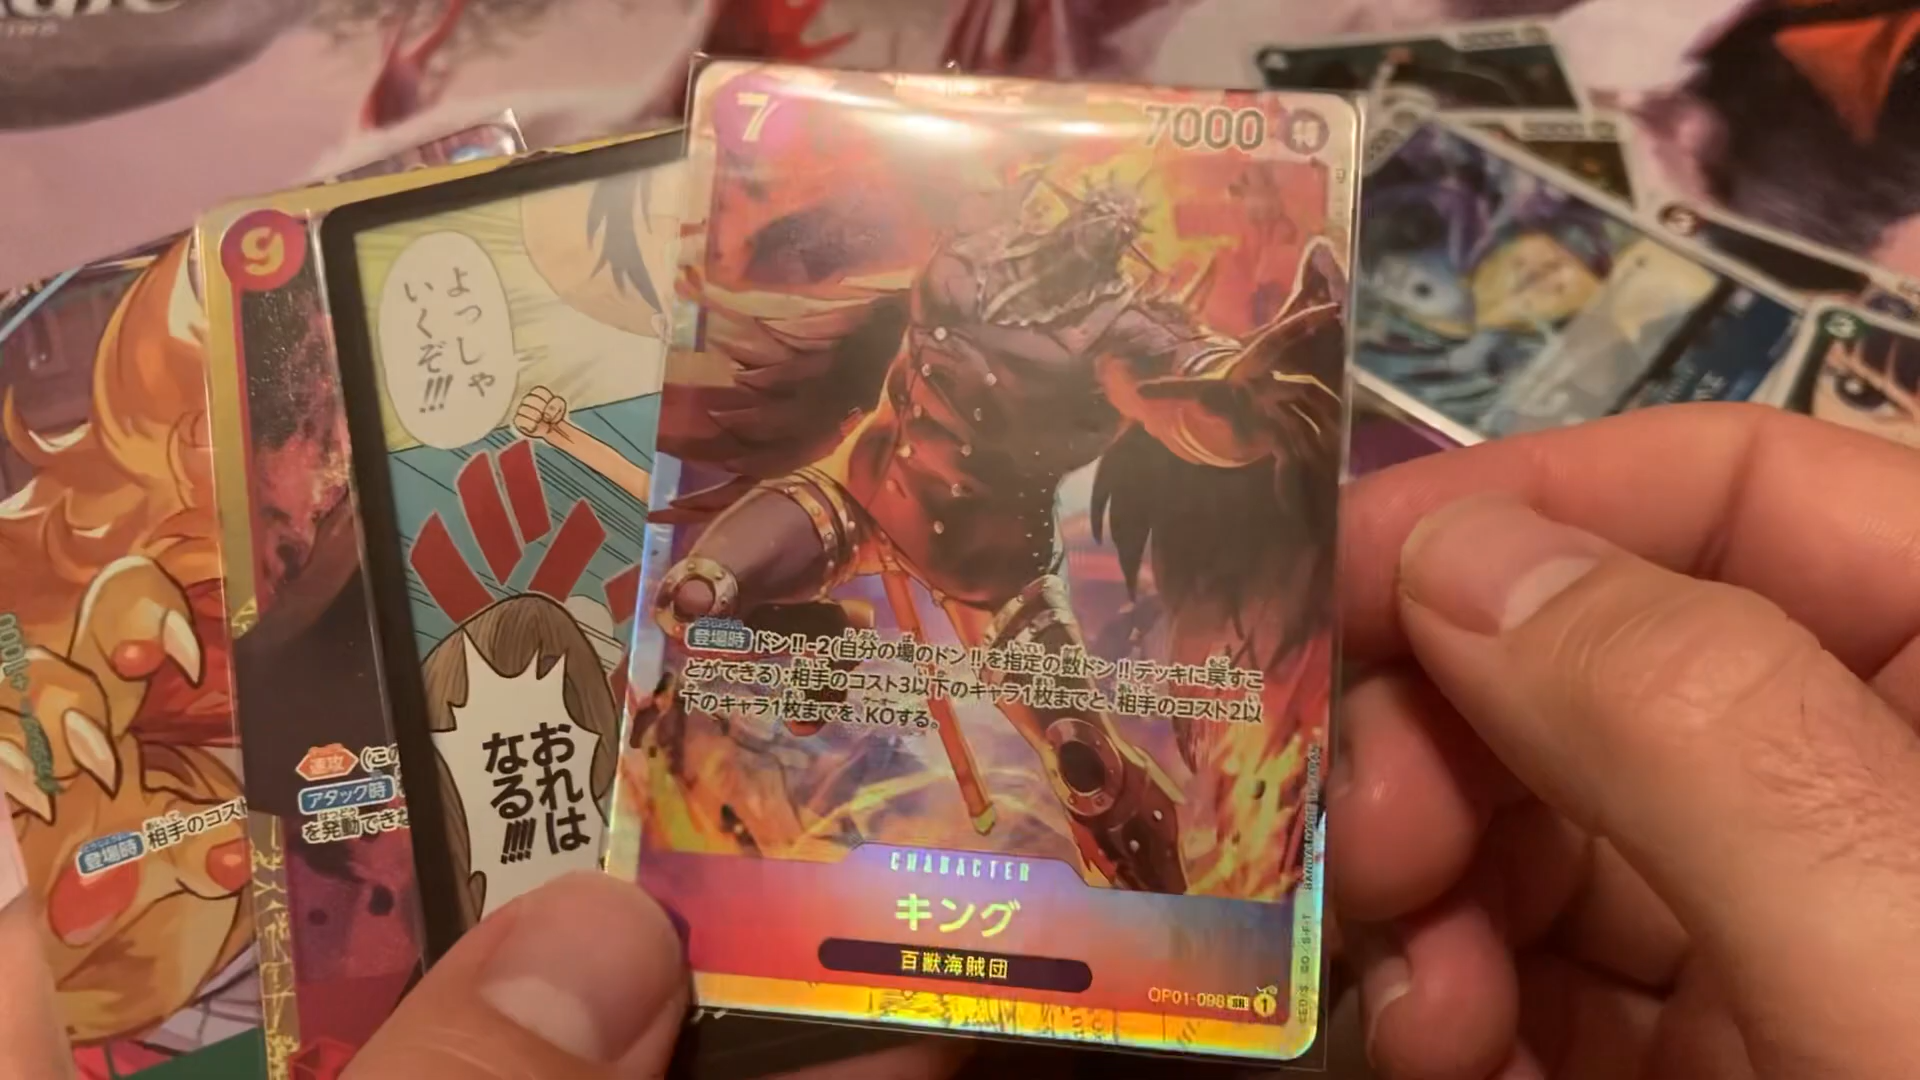 7
7000
特
登場時 ドン!!-2(自分の場のドン!!を指定の数ドン!!デッキに戻すこ
とができる):相手のコスト3以下のキャラ1枚までと、相手のコスト2以
下のキャラ1枚までを、KOする。
CHARACTER
キング
百獣海賊団
OP01-096 SR 1
9
よっしゃ
いくぞ!!!
おれは
なる!!!!
速攻 (この
アタック時
を発動できな
登場時 相手のコスト
3